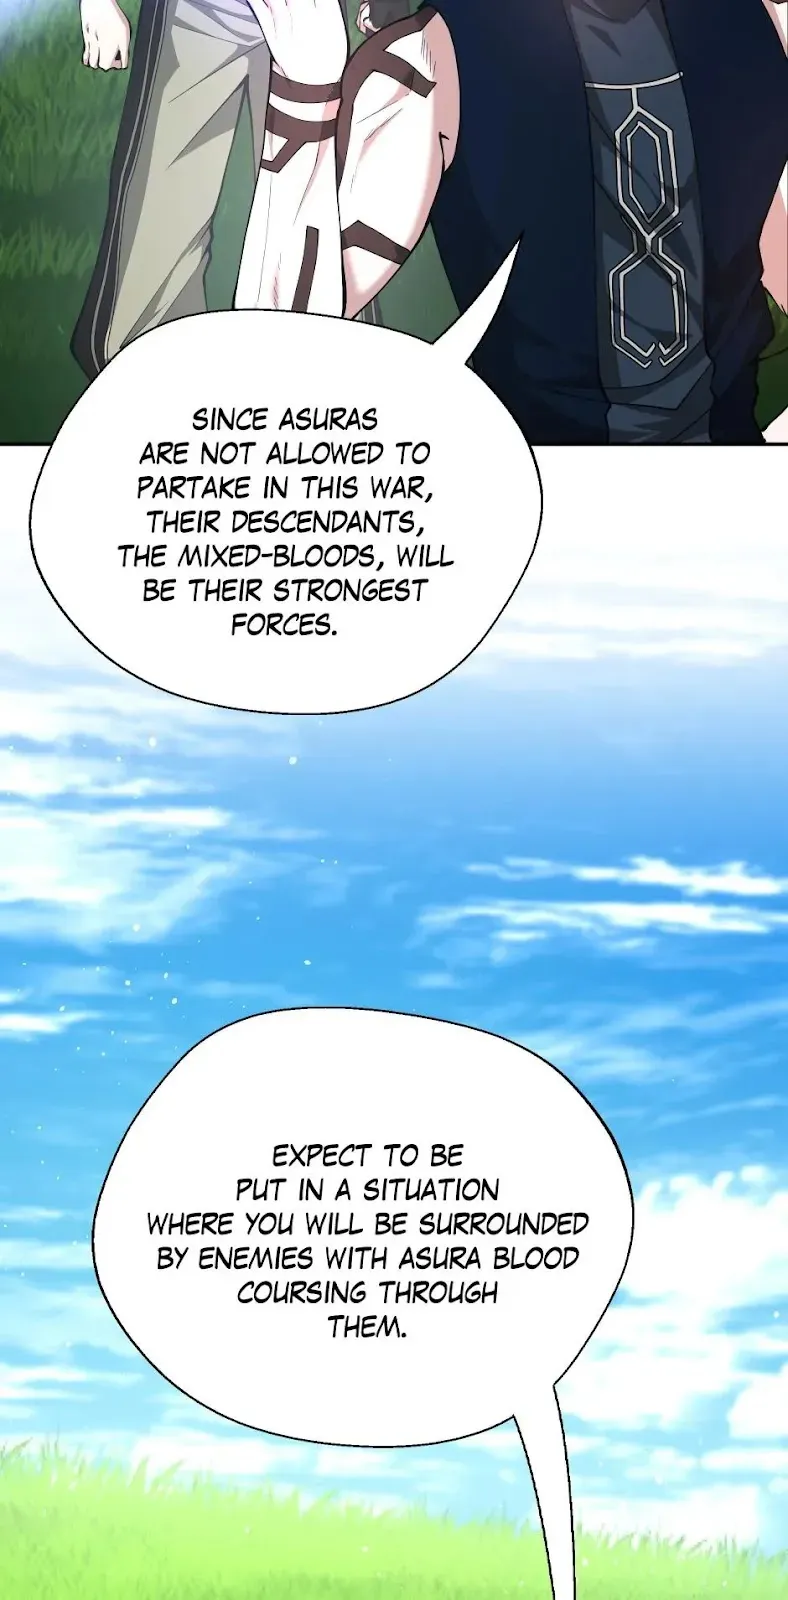 SINCE ASURAS
ARE NOT ALLOWED TO
PARTAKE IN THIS WAR,
THEIR DESCENDANTS,
THE MIXED-BLOODS, WILL
BE THEIR STRONGEST
FORCES.
EXPECT TO BE
PUT IN A SITUATION
WHERE YOU WILL BE SURROUNDED
BY ENEMIES WITH ASURA BLOOD
COURSING THROUGH
THEM.